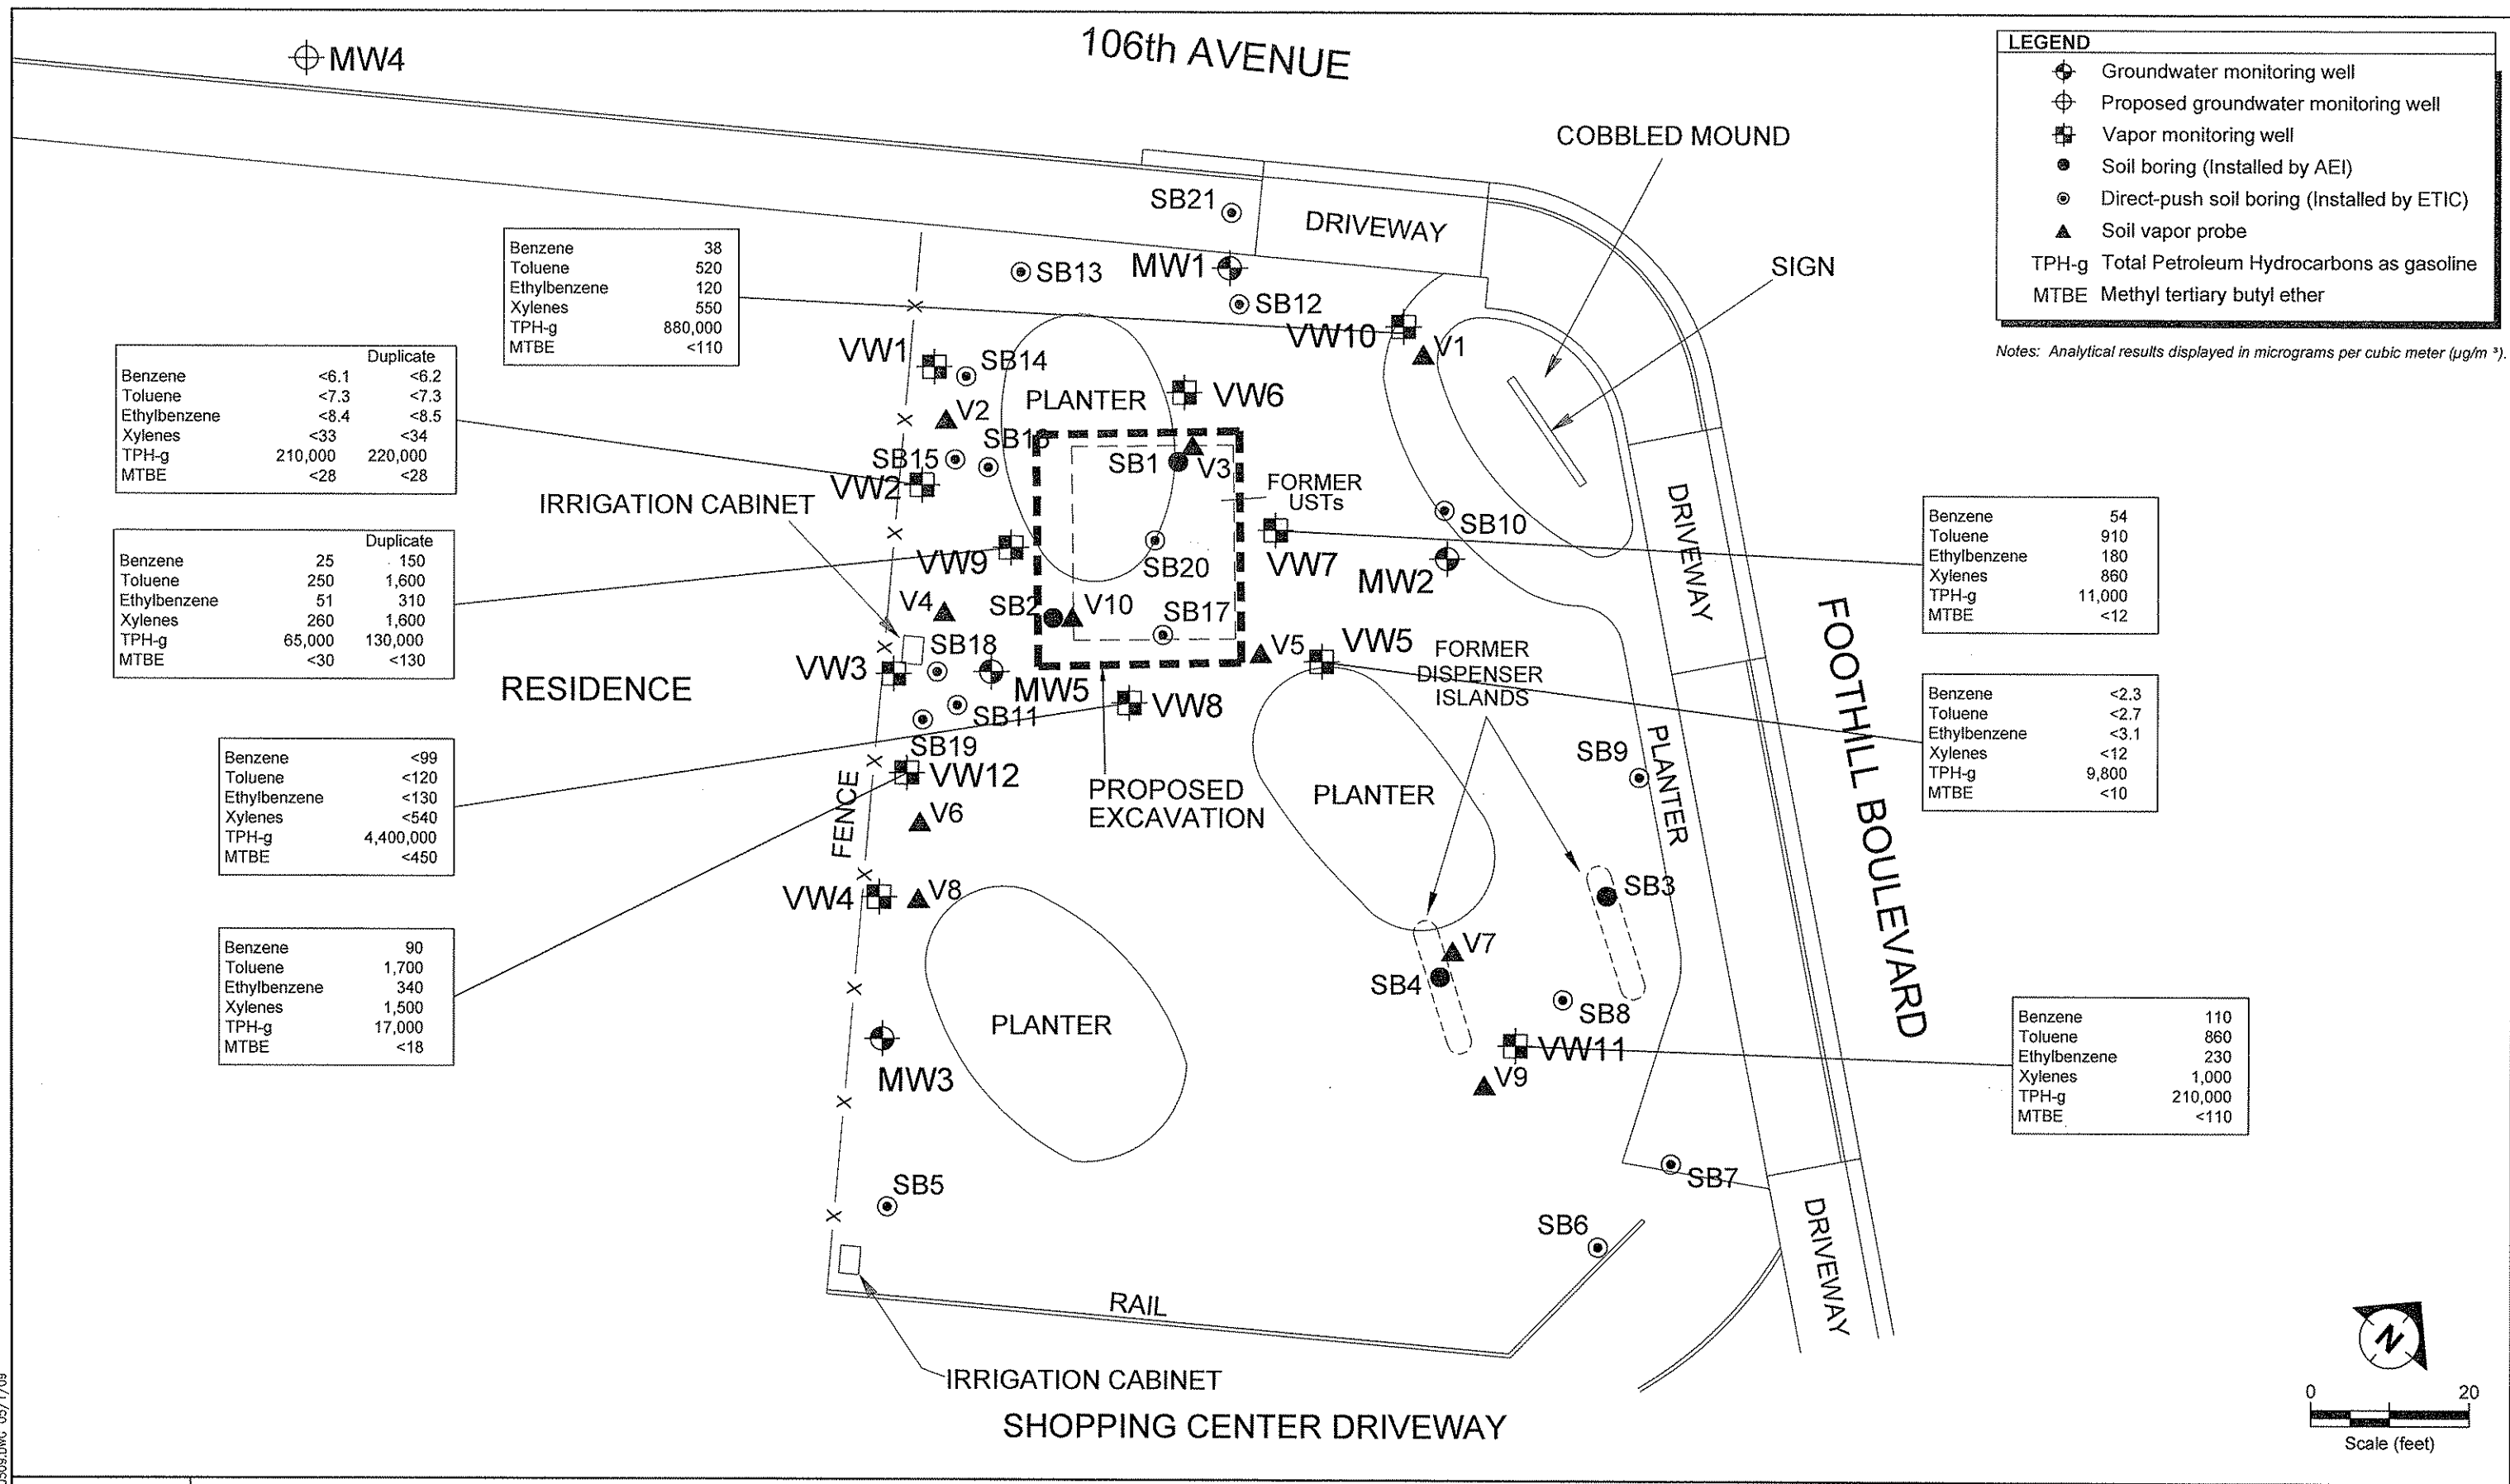 106th AVENUE
MW4
LEGEND
Groundwater monitoring well
Proposed groundwater monitoring well
Vapor monitoring well
Soil boring (Installed by AEI)
Direct-push soil boring (Installed by ETIC)
Soil vapor probe
TPH-g Total Petroleum Hydrocarbons as gasoline
MTBE Methyl tertiary butyl ether
Notes: Analytical results displayed in micrograms per cubic meter (µg/m ³).
COBBLED MOUND
SIGN
SB21
DRIVEWAY
MW1
SB13
SB12
VW10
V1
Benzene 38
Toluene 520
Ethylbenzene 120
Xylenes 550
TPH-g 880,000
MTBE <110
VW1
SB14
PLANTER
VW6
V2
SB16
SB15
SB1
V3
VW2
FORMER
USTs
Duplicate
Benzene <6.1 <6.2
Toluene <7.3 <7.3
Ethylbenzene <8.4 <8.5
Xylenes <33 <34
TPH-g 210,000 220,000
MTBE <28 <28
IRRIGATION CABINET
SB10
VW9
SB20
VW7
MW2
DRIVEWAY
Duplicate
Benzene 25 150
Toluene 250 1,600
Ethylbenzene 51 310
Xylenes 260 1,600
TPH-g 65,000 130,000
MTBE <30 <130
Benzene 54
Toluene 910
Ethylbenzene 180
Xylenes 860
TPH-g 11,000
MTBE <12
V4
SB2
V10
SB17
SB18
V5
VW5
FORMER
DISPENSER
ISLANDS
VW3
MW5
RESIDENCE
SB11
VW8
SB19
VW12
FOOTHILL BOULEVARD
Benzene <2.3
Toluene <2.7
Ethylbenzene <3.1
Xylenes <12
TPH-g 9,800
MTBE <10
Benzene <99
Toluene <120
Ethylbenzene <130
Xylenes <540
TPH-g 4,400,000
MTBE <450
FENCE
V6
PROPOSED
EXCAVATION
PLANTER
SB9
PLANTER
VW4
V8
SB3
V7
SB4
SB8
Benzene 90
Toluene 1,700
Ethylbenzene 340
Xylenes 1,500
TPH-g 17,000
MTBE <18
PLANTER
MW3
VW11
V9
Benzene 110
Toluene 860
Ethylbenzene 230
Xylenes 1,000
TPH-g 210,000
MTBE <110
SB5
SB7
SB6
DRIVEWAY
RAIL
IRRIGATION CABINET
SHOPPING CENTER DRIVEWAY
N
0 20
Scale (feet)